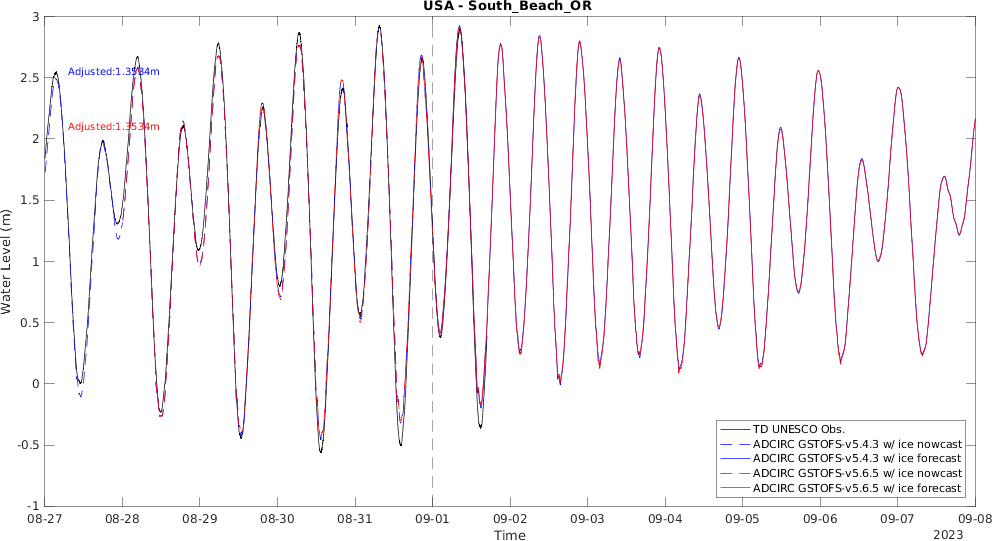 USA - South_Beach_OR
3
2.5
2
1.5
1
0.5
0
-0.5
-1
Water Level (m)
Adjusted:1.3534m
Adjusted:1.3534m
TD UNESCO Obs.
ADCIRC GSTOFS-v5.4.3 w/ ice nowcast
ADCIRC GSTOFS-v5.4.3 w/ ice forecast
ADCIRC GSTOFS-v5.6.5 w/ ice nowcast
ADCIRC GSTOFS-v5.6.5 w/ ice forecast
08-27 08-28 08-29 08-30 08-31 09-01 09-02 09-03 09-04 09-05 09-06 09-07 09-08
Time
2023